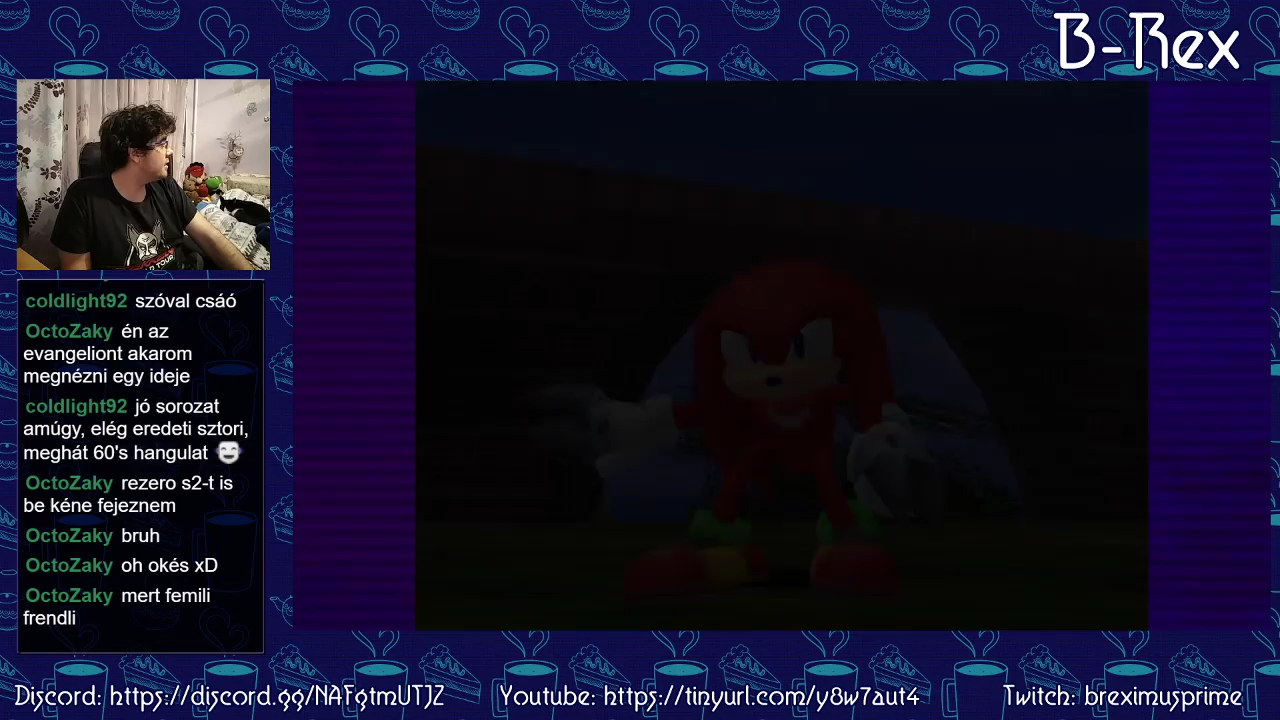 B-Rex
coldlight92 szóval csáó
OctoZaky én az
evangeliont akarom
megnézni egy ideje
coldlight92 jó sorozat
amúgy, elég eredeti sztori,
meghát 60's hangulat
OctoZaky rezero s2-t is
be kéne fejeznem
OctoZaky bruh
OctoZaky oh okés xD
OctoZaky mert femili
frendli
Discord: https://discord.gg/NAFgtmUTJZ Youtube: https://tinyurl.com/y8w7aut4 Twitch: breximusprime